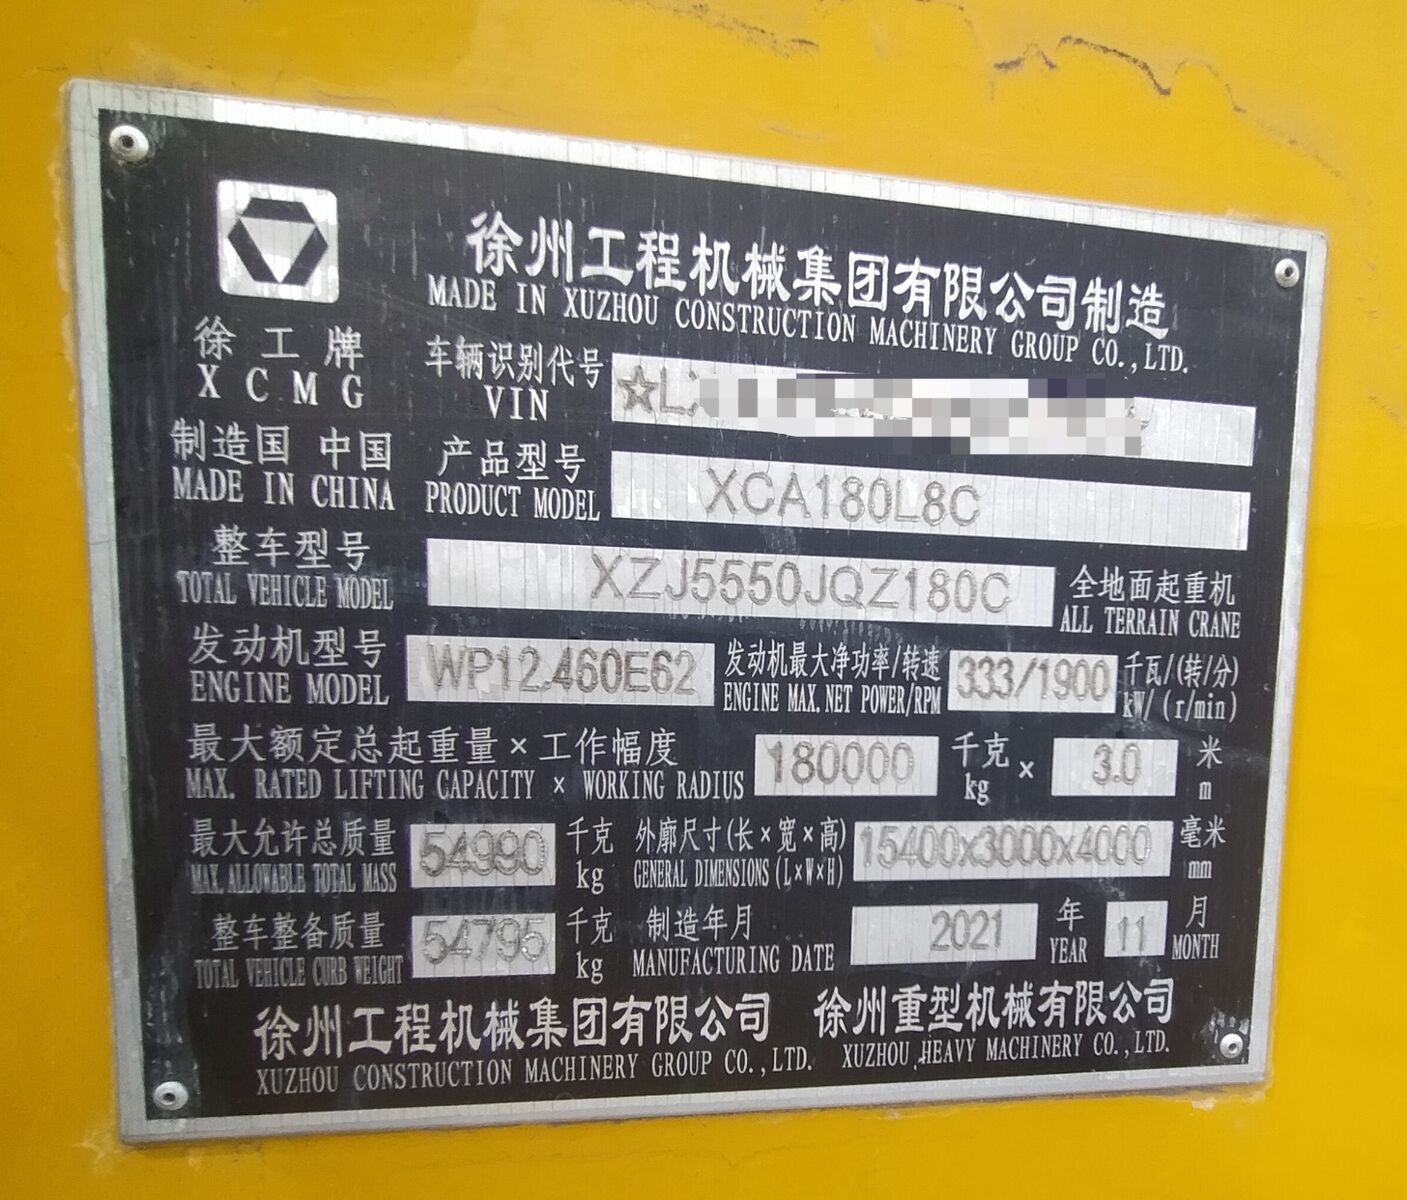 徐州工程机械集团有限公司制造
MADE IN XUZHOU CONSTRUCTION MACHINERY GROUP CO.,LTD.
徐工牌
XCMG
车辆识别代号
VIN
☆L
制造国 中国
MADE IN CHINA
产品型号
PRODUCT MODEL
XCA180L8C
整车型号
TOTAL VEHICLE MODEL
XZJ5550JQZ180C
全地面起重机
ALL TERRAIN CRANE
发动机型号
ENGINE MODEL
WP12.460E62
发动机最大净功率/转速
ENGINE MAX.NET POWER/RPM
333/1900
千瓦/(转/分)
kW/(r/min)
最大额定总起重量×工作幅度
MAX. RATED LIFTING CAPACITY × WORKING RADIUS
180000
千克
kg
×
3.0
米
m
最大允许总质量
MAX.ALLOWABLE TOTAL MASS
54990
千克
kg
外廓尺寸(长×宽×高)
GENERAL DIMENSIONS(L×W×H)
15400x3000x4000
毫米
mm
整车整备质量
TOTAL VEHICLE CURB WEIGHT
54795
千克
kg
制造年月
MANUFACTURING DATE
2021
年
YEAR
11
月
MONTH
徐州工程机械集团有限公司 徐州重型机械有限公司
XUZHOU CONSTRUCTION MACHINERY GROUP CO.,LTD. XUZHOU HEAVY MACHINERY CO.,LTD.